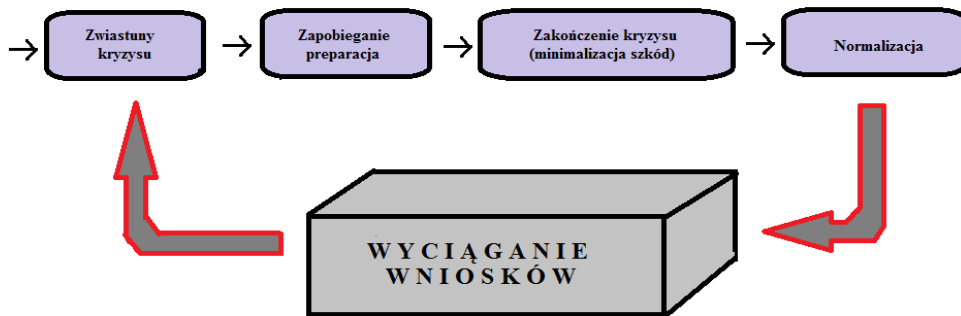 Zwiastuny
kryzysu
Zapobieganie
preparacja
Zakończenie kryzysu
(minimalizacja szkód)
Normalizacja
WYCIĄGANIE
WNIOSKÓW